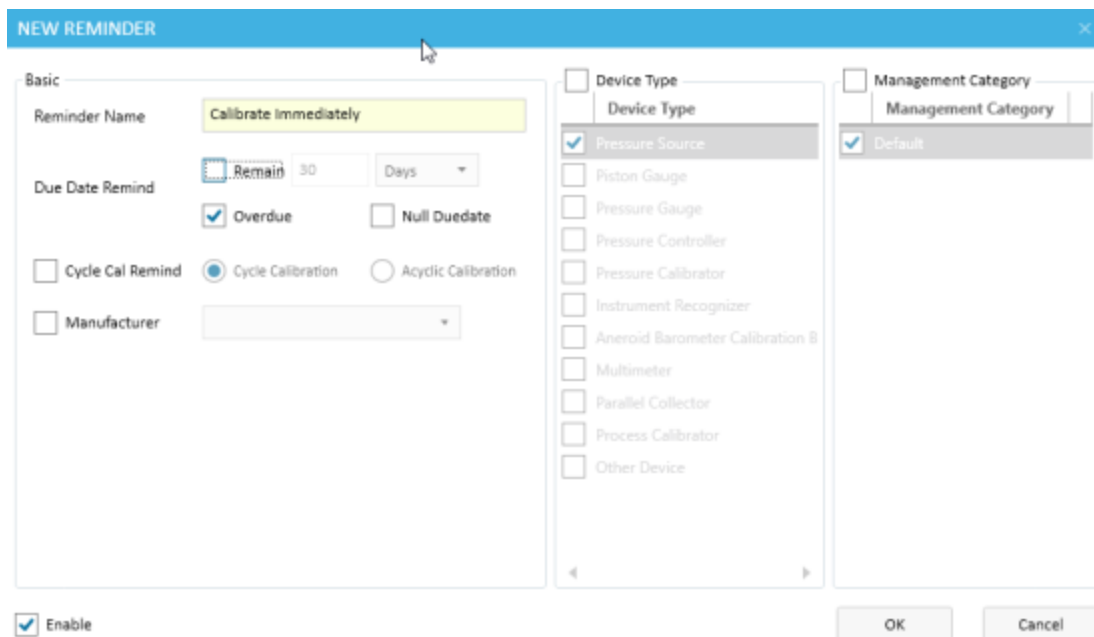 NEW REMINDER
Basic
Reminder Name
Calibrate Immediately
Due Date Remind
Remain 30 Days
Overdue Null Duedate
Cycle Cal Remind Cycle Calibration Acyclic Calibration
Manufacturer
Device Type
Device Type
Pressure Source
Piston Gauge
Pressure Gauge
Pressure Controller
Pressure Calibrator
Instrument Recognizer
Aneroid Barometer Calibration B
Multimeter
Parallel Collector
Process Calibrator
Other Device
Management Category
Management Category
Default
Enable
OK Cancel